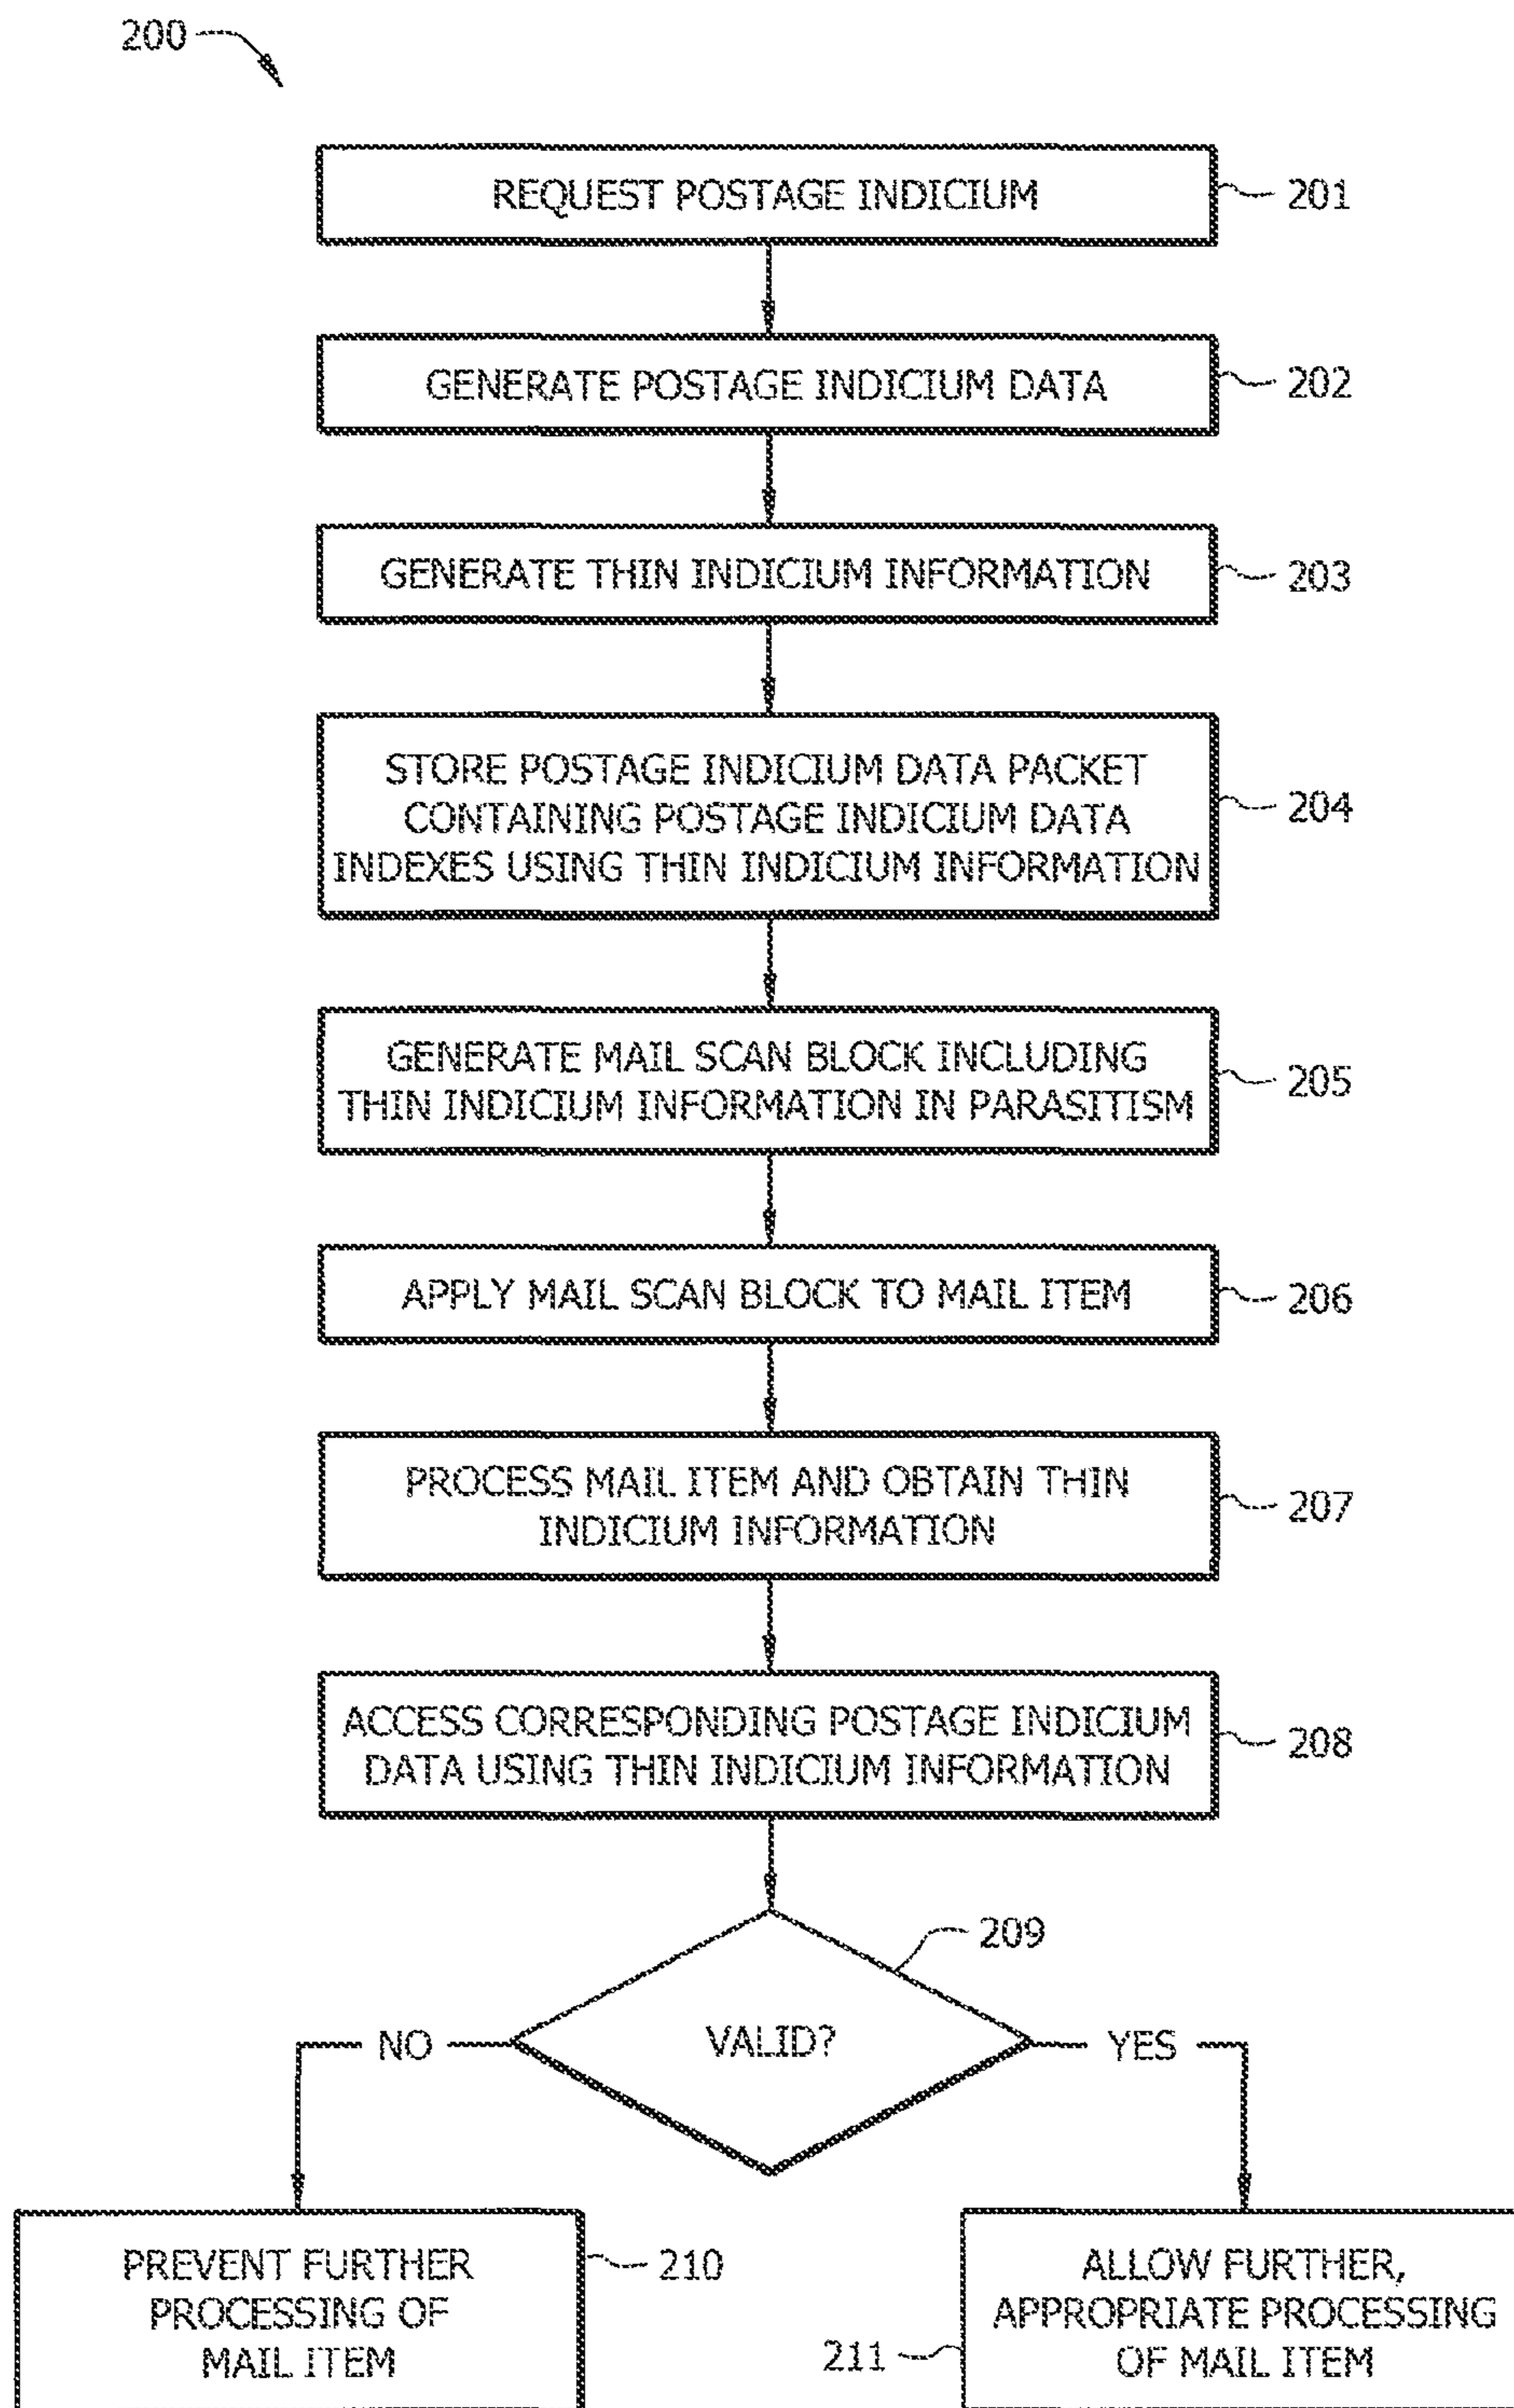 200
REQUEST POSTAGE INDICIUM
201
GENERATE POSTAGE INDICIUM DATA
202
GENERATE THIN INDICIUM INFORMATION
203
STORE POSTAGE INDICIUM DATA PACKET
CONTAINING POSTAGE INDICIUM DATA
INDEXES USING THIN INDICIUM INFORMATION
204
GENERATE MAIL SCAN BLOCK INCLUDING
THIN INDICIUM INFORMATION IN PARASITISM
205
APPLY MAIL SCAN BLOCK TO MAIL ITEM
206
PROCESS MAIL ITEM AND OBTAIN THIN
INDICIUM INFORMATION
207
ACCESS CORRESPONDING POSTAGE INDICIUM
DATA USING THIN INDICIUM INFORMATION
208
209
VALID?
NO
YES
PREVENT FURTHER
PROCESSING OF
MAIL ITEM
210
ALLOW FURTHER,
APPROPRIATE PROCESSING
OF MAIL ITEM
211